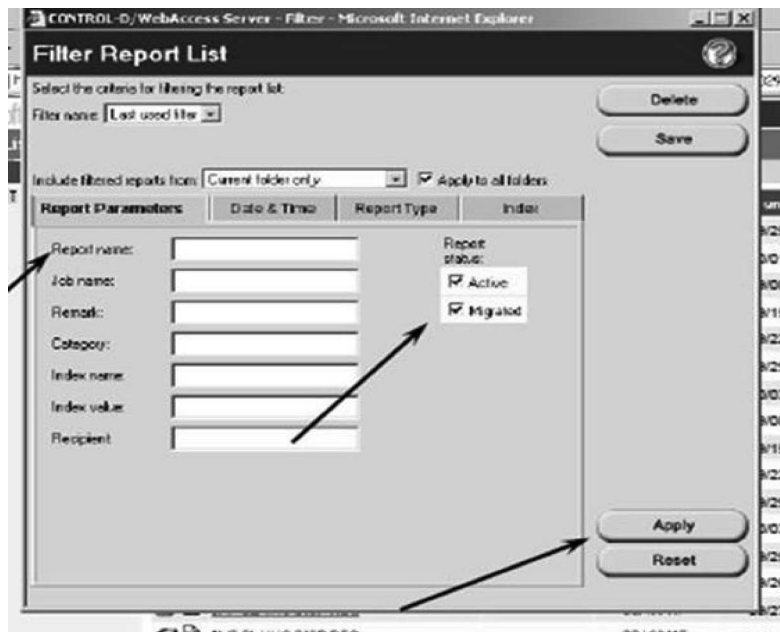 CONTROL-D/WebAccess Server - Filter - Microsoft Internet Explorer
Filter Report List
Select the criteria for filtering the report list:
Filter name: Last used filter
Delete
Save
Include filtered reports from: Current folder only Apply to all folders
Report Parameters Date & Time Report Type Index
Report name:
Report status:
Job name:
Active
Remark:
Migrated
Category:
Index name:
Index value:
Recipient
Apply
Reset